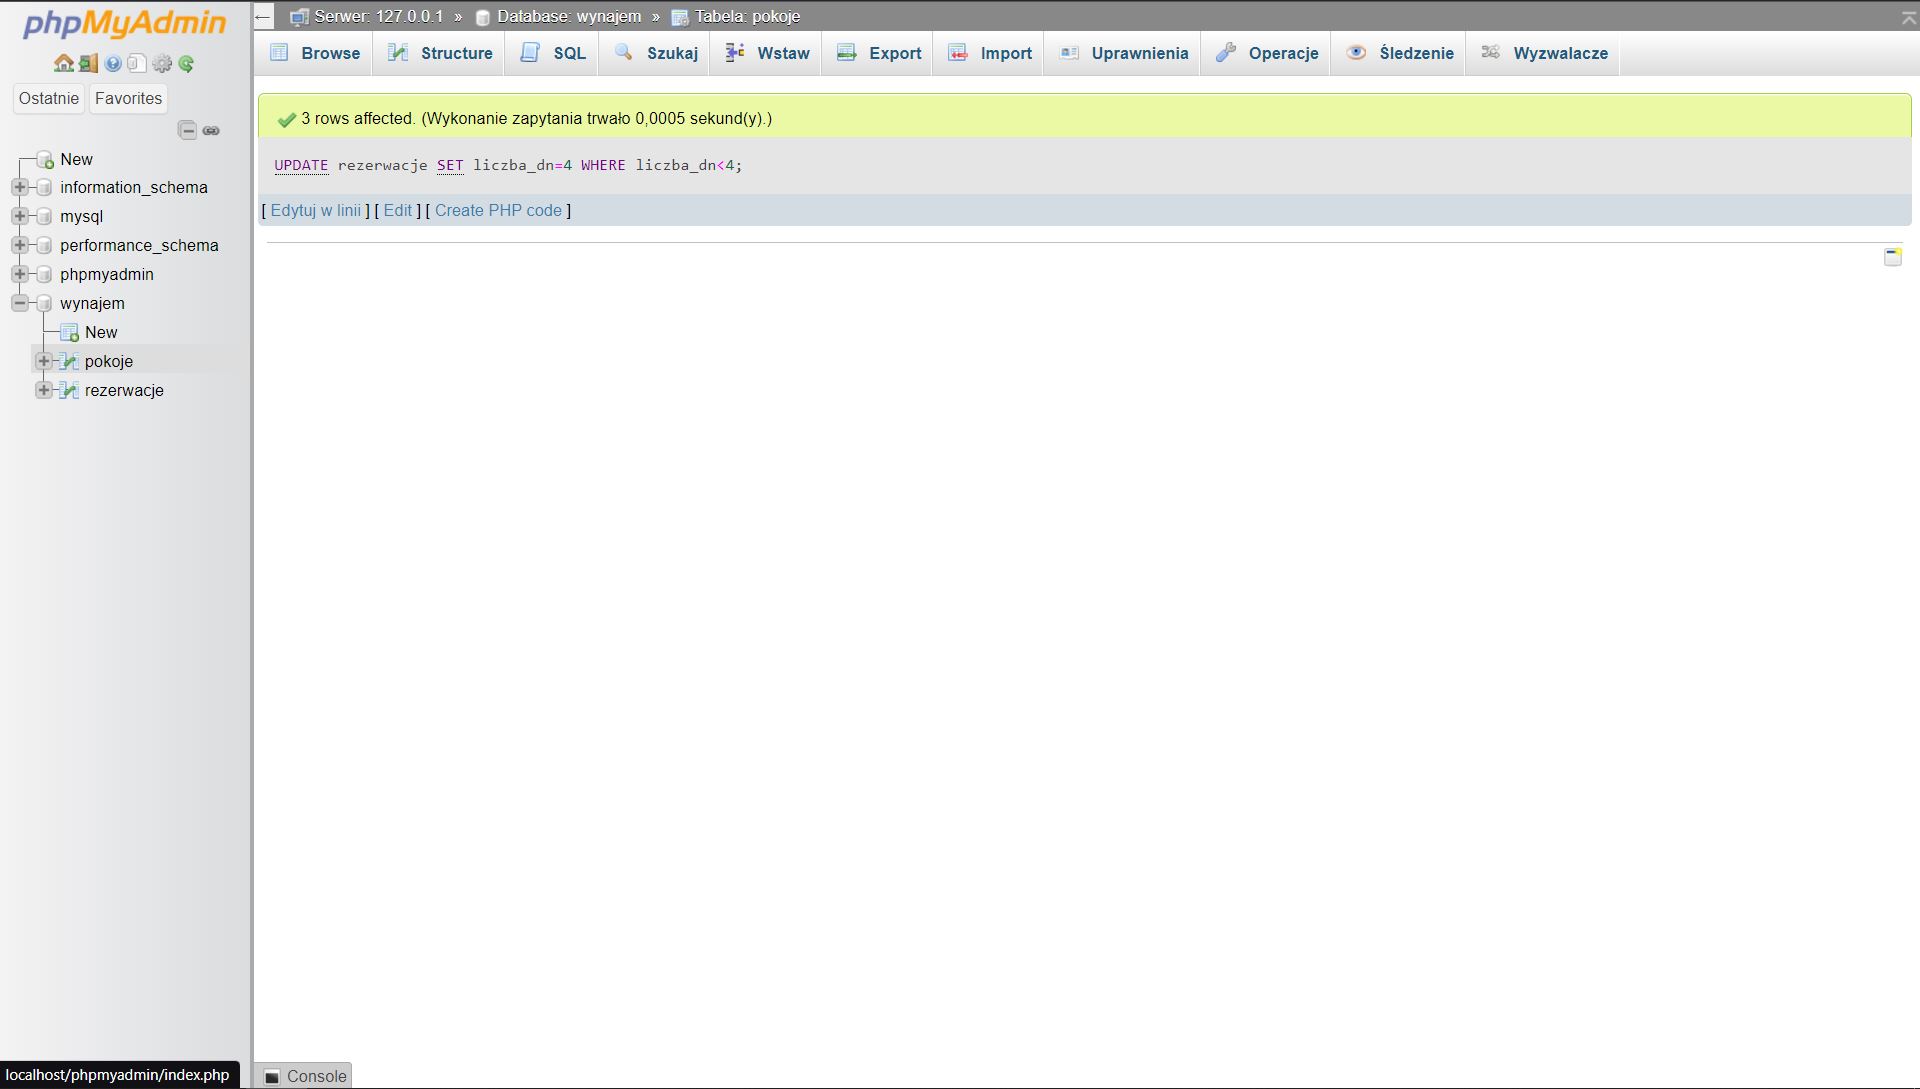 phpMyAdmin
Ostatnie Favorites
New
information_schema
mysql
performance_schema
phpmyadmin
wynajem
New
pokoje
rezerwacje
localhost/phpmyadmin/index.php
← Serwer: 127.0.0.1 » Database: wynajem » Tabela: pokoje
Browse Structure SQL Szukaj Wstaw Export Import Uprawnienia Operacje Śledzenie Wyzwalacze
3 rows affected. (Wykonanie zapytania trwało 0,0005 sekund(y).)
UPDATE rezerwacje SET liczba_dn=4 WHERE liczba_dn<4;
[ Edytuj w linii ] [ Edit ] [ Create PHP code ]
Console